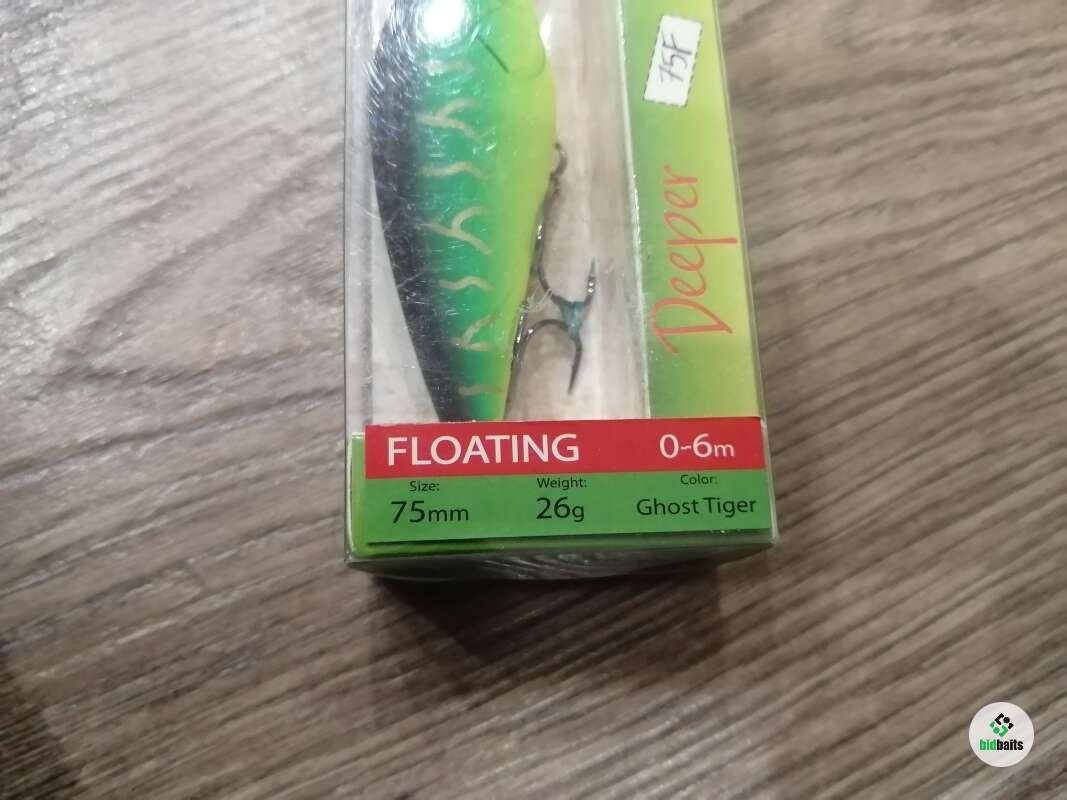 75F
Deeper
FLOATING 0-6m
Size: Weight: Color:
75mm 26g Ghost Tiger
bidbaits